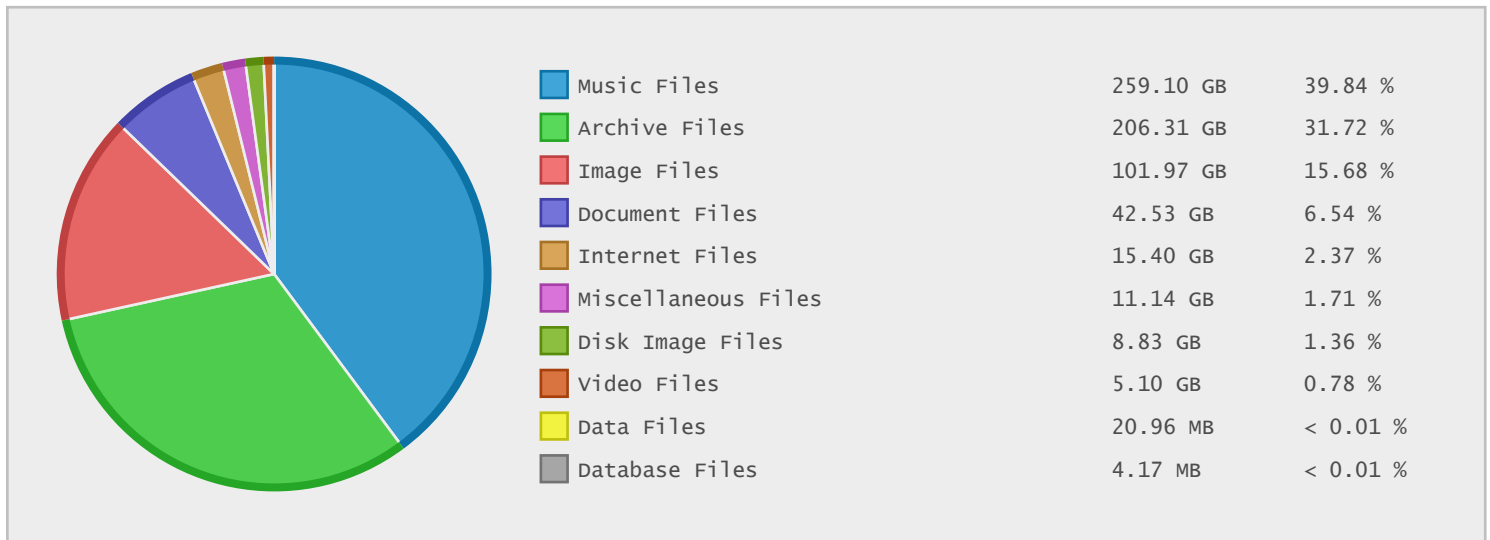 Music Files 259.10 GB 39.84 %
Archive Files 206.31 GB 31.72 %
Image Files 101.97 GB 15.68 %
Document Files 42.53 GB 6.54 %
Internet Files 15.40 GB 2.37 %
Miscellaneous Files 11.14 GB 1.71 %
Disk Image Files 8.83 GB 1.36 %
Video Files 5.10 GB 0.78 %
Data Files 20.96 MB < 0.01 %
Database Files 4.17 MB < 0.01 %